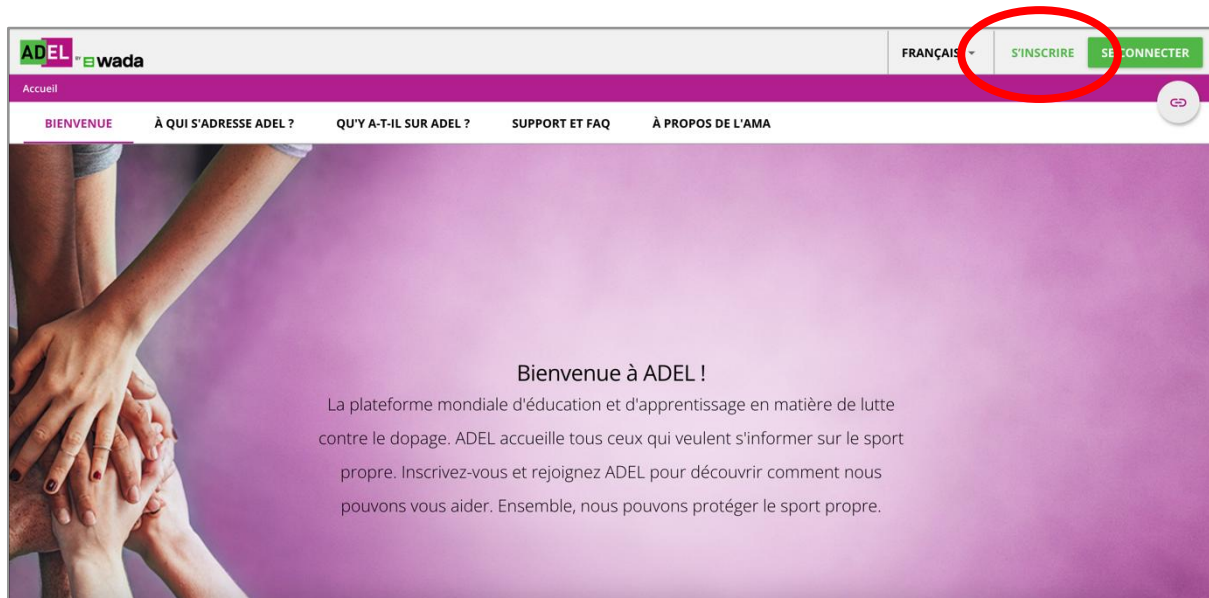 ADEL BY wada
FRANÇAIS
S'INSCRIRE
SE CONNECTER
Accueil
BIENVENUE
À QUI S'ADRESSE ADEL ?
QU'Y A-T-IL SUR ADEL ?
SUPPORT ET FAQ
À PROPOS DE L'AMA
Bienvenue à ADEL !
La plateforme mondiale d'éducation et d'apprentissage en matière de lutte
contre le dopage. ADEL accueille tous ceux qui veulent s'informer sur le sport
propre. Inscrivez-vous et rejoignez ADEL pour découvrir comment nous
pouvons vous aider. Ensemble, nous pouvons protéger le sport propre.